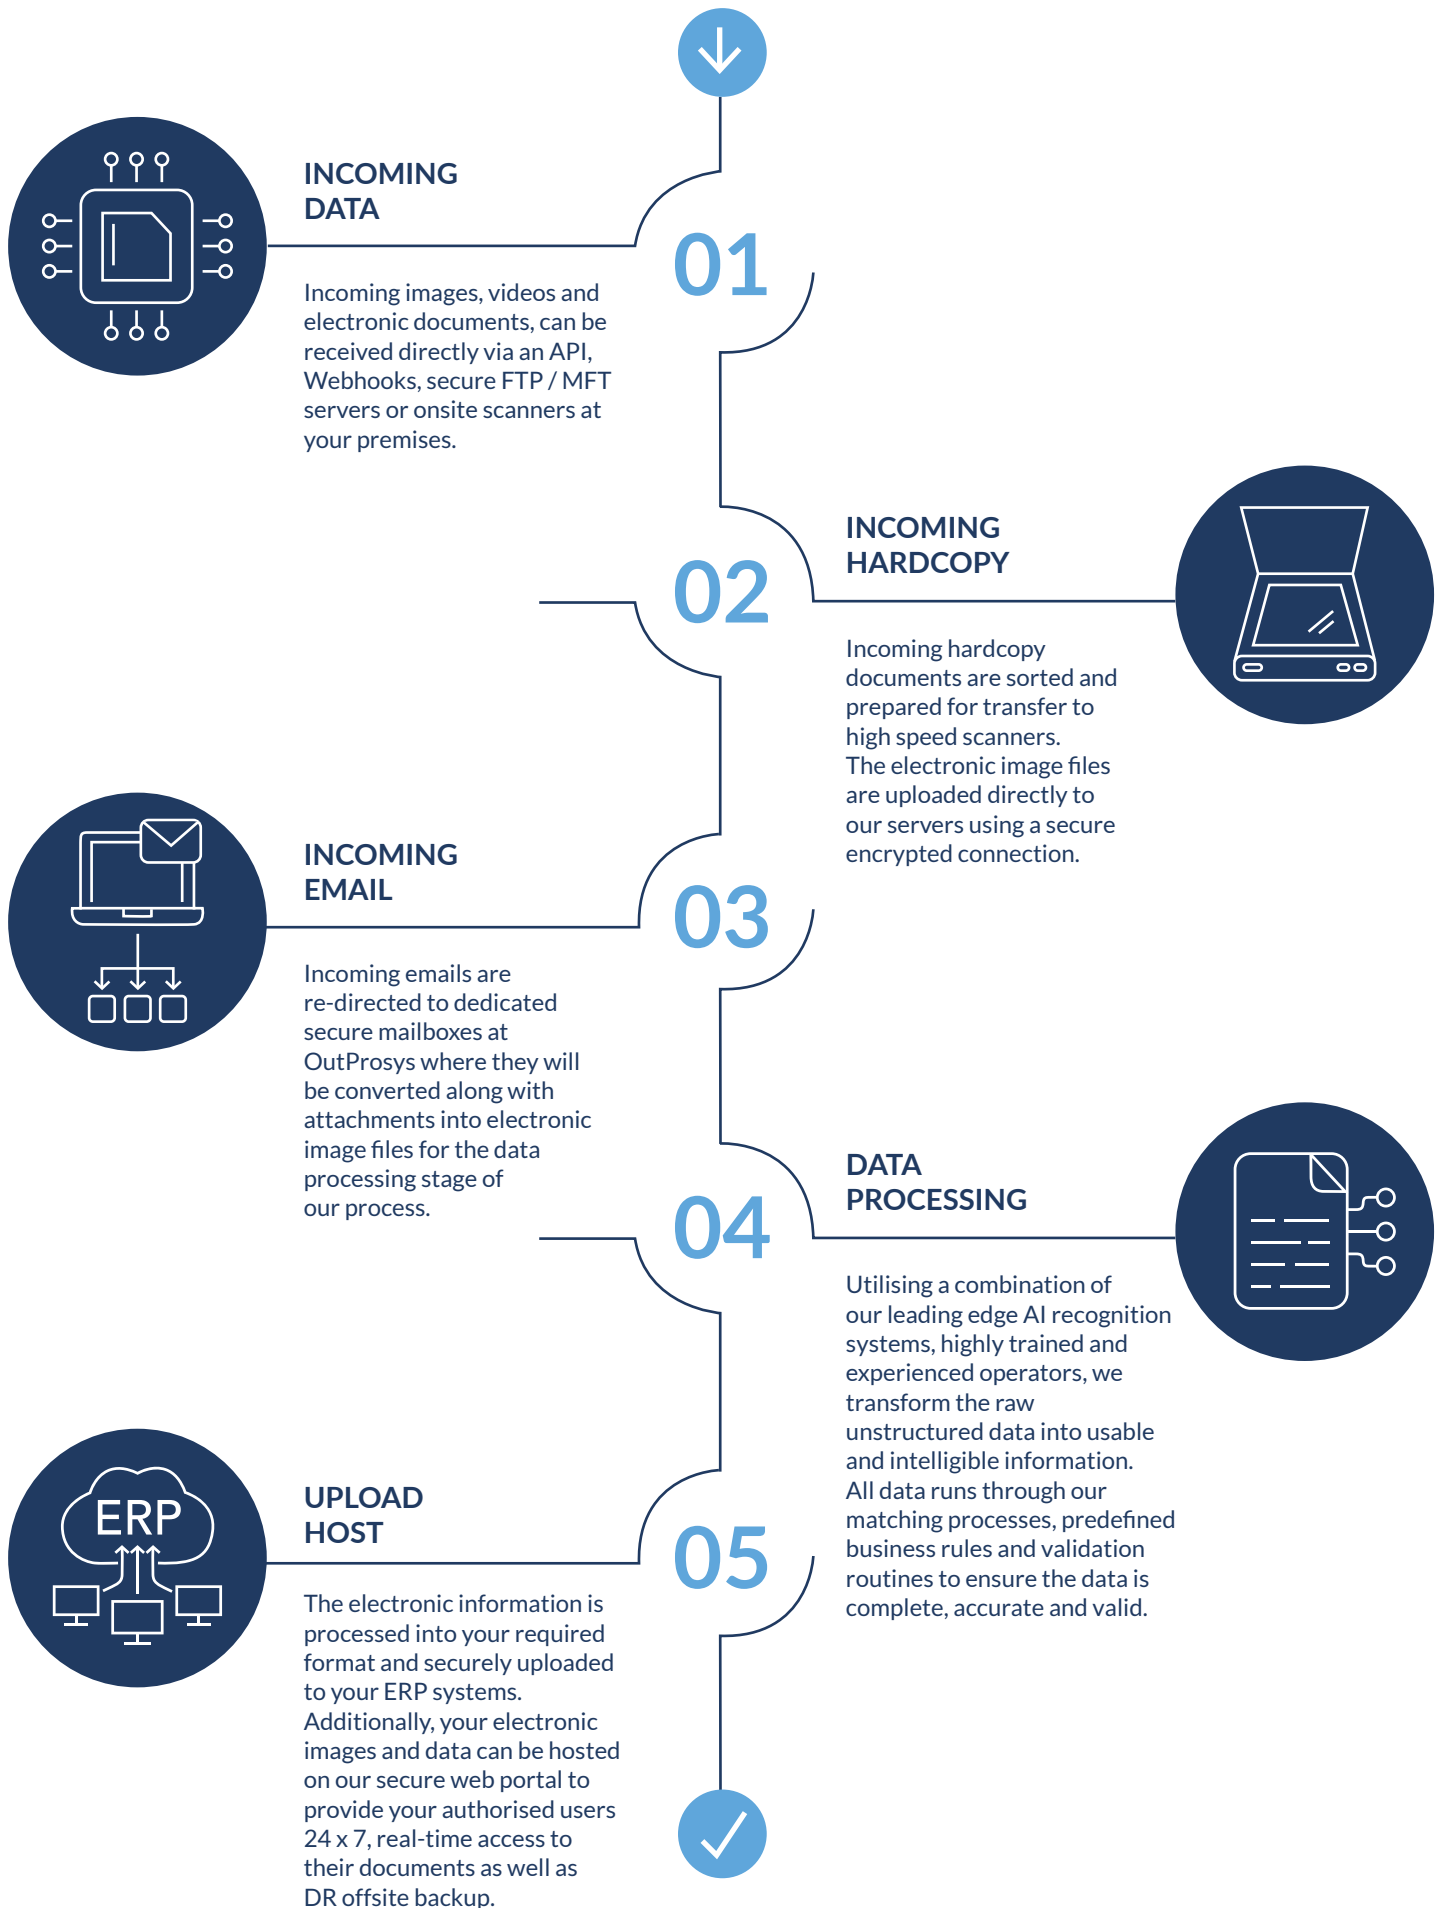 INCOMING
DATA
01
Incoming images, videos and
electronic documents, can be
received directly via an API,
Webhooks, secure FTP / MFT
servers or onsite scanners at
your premises.
INCOMING
HARDCOPY
02
Incoming hardcopy
documents are sorted and
prepared for transfer to
high speed scanners.
The electronic image files
are uploaded directly to
our servers using a secure
encrypted connection.
INCOMING
EMAIL
03
Incoming emails are
re-directed to dedicated
secure mailboxes at
OutProsys where they will
be converted along with
attachments into electronic
image files for the data
processing stage of
our process.
DATA
PROCESSING
04
Utilising a combination of
our leading edge AI recognition
systems, highly trained and
experienced operators, we
transform the raw
unstructured data into usable
and intelligible information.
All data runs through our
matching processes, predefined
business rules and validation
routines to ensure the data is
complete, accurate and valid.
ERP
UPLOAD
HOST
05
The electronic information is
processed into your required
format and securely uploaded
to your ERP systems.
Additionally, your electronic
images and data can be hosted
on our secure web portal to
provide your authorised users
24 x 7, real-time access to
their documents as well as
DR offsite backup.